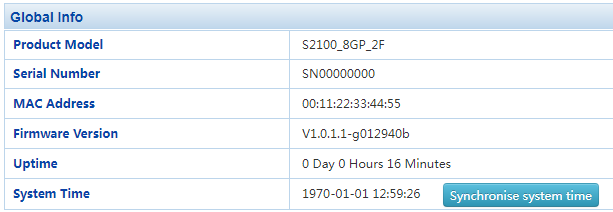 Global Info
Product Model S2100_8GP_2F
Serial Number SN00000000
MAC Address 00:11:22:33:44:55
Firmware Version V1.0.1.1-g012940b
Uptime 0 Day 0 Hours 16 Minutes
System Time 1970-01-01 12:59:26 Synchronise system time